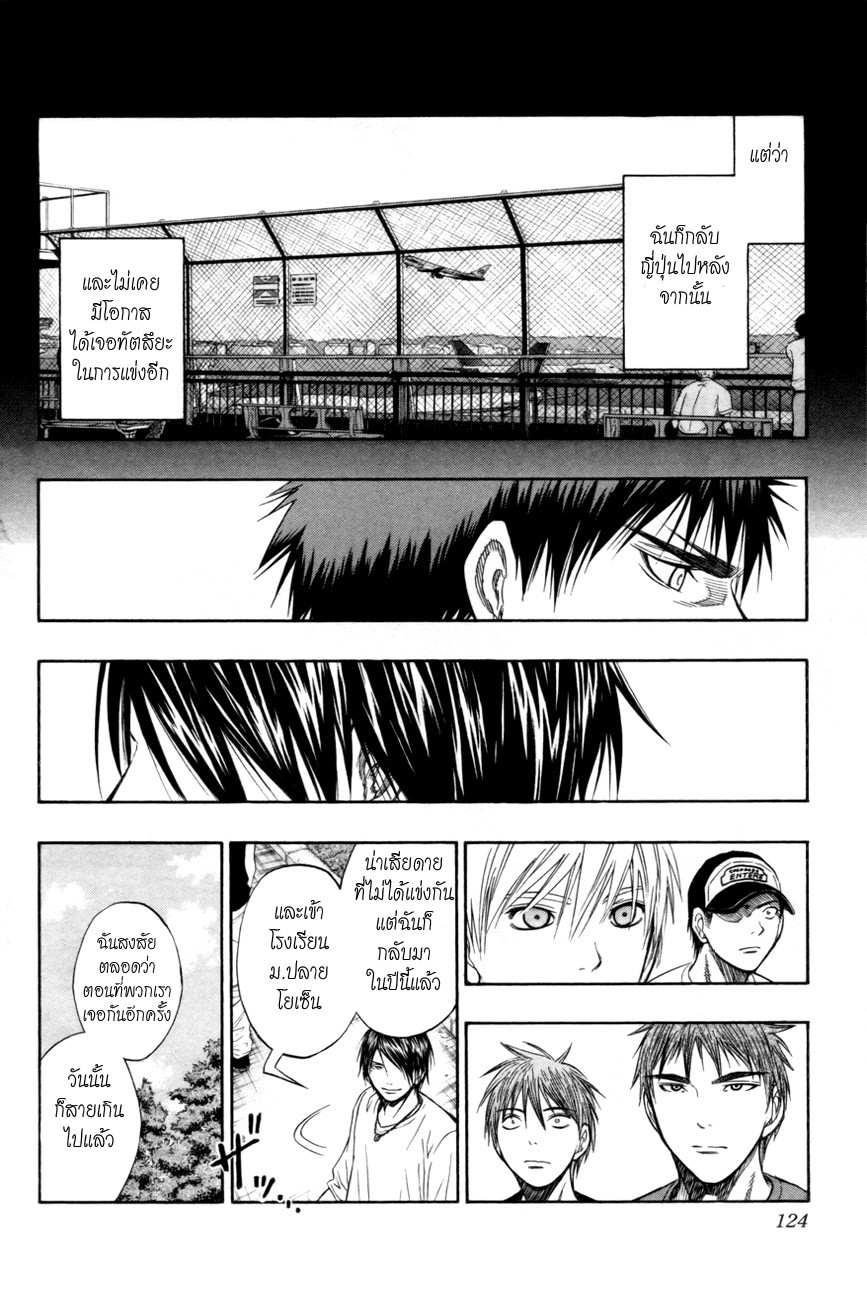 แต่ว่า
ฉันก็กลับ
ญี่ปุ่นไปหลัง
จากนั้น
และไม่เคย
มีโอกาส
ได้เจอทัตสึยะ
ในการแข่งอีก
ENTERS
น่าเสียดาย
ที่ไม่ได้แข่งกัน
แต่ฉันก็
กลับมา
ในปีนี้แล้ว
และเข้า
โรงเรียน
ม.ปลาย
โยเซ็น
ฉันสงสัย
ตลอดว่า
ตอนที่พวกเรา
เจอกันอีกครั้ง
วันนั้น
ก็สายเกิน
ไปแล้ว
124